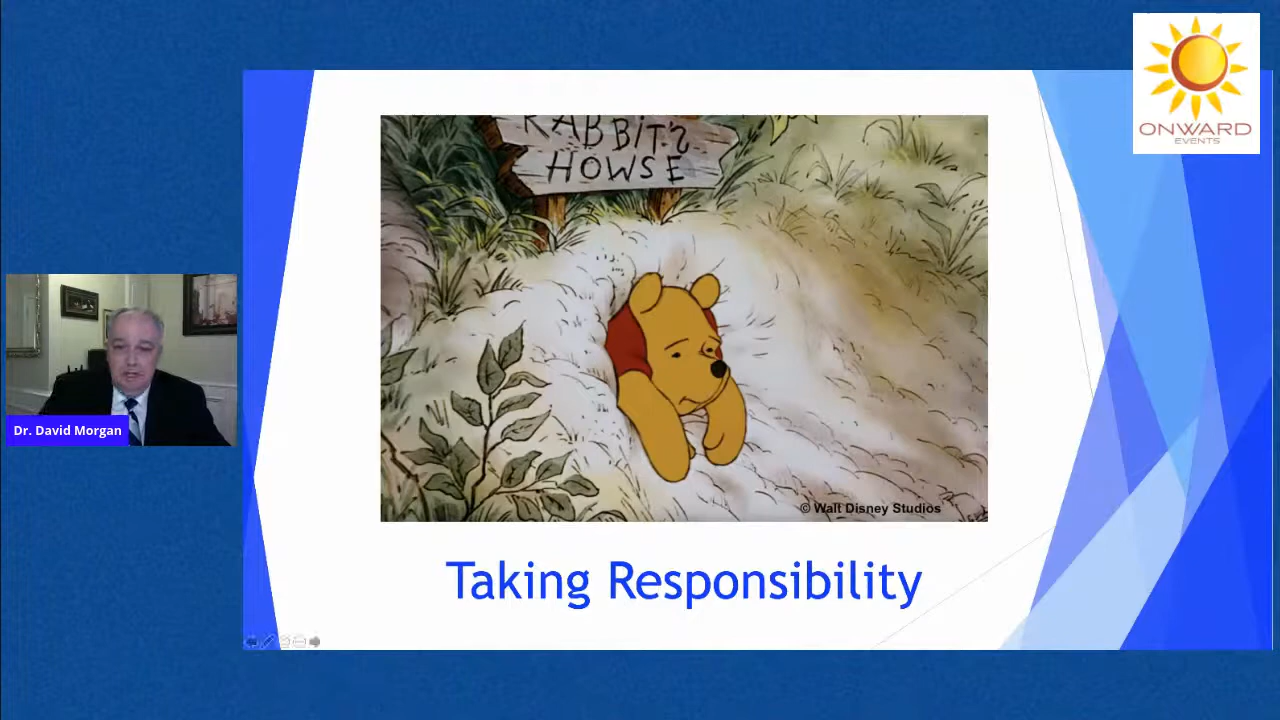 ONWARD
EVENTS
RABBIT'S
HOWSE
© Walt Disney Studios
Dr. David Morgan
Taking Responsibility